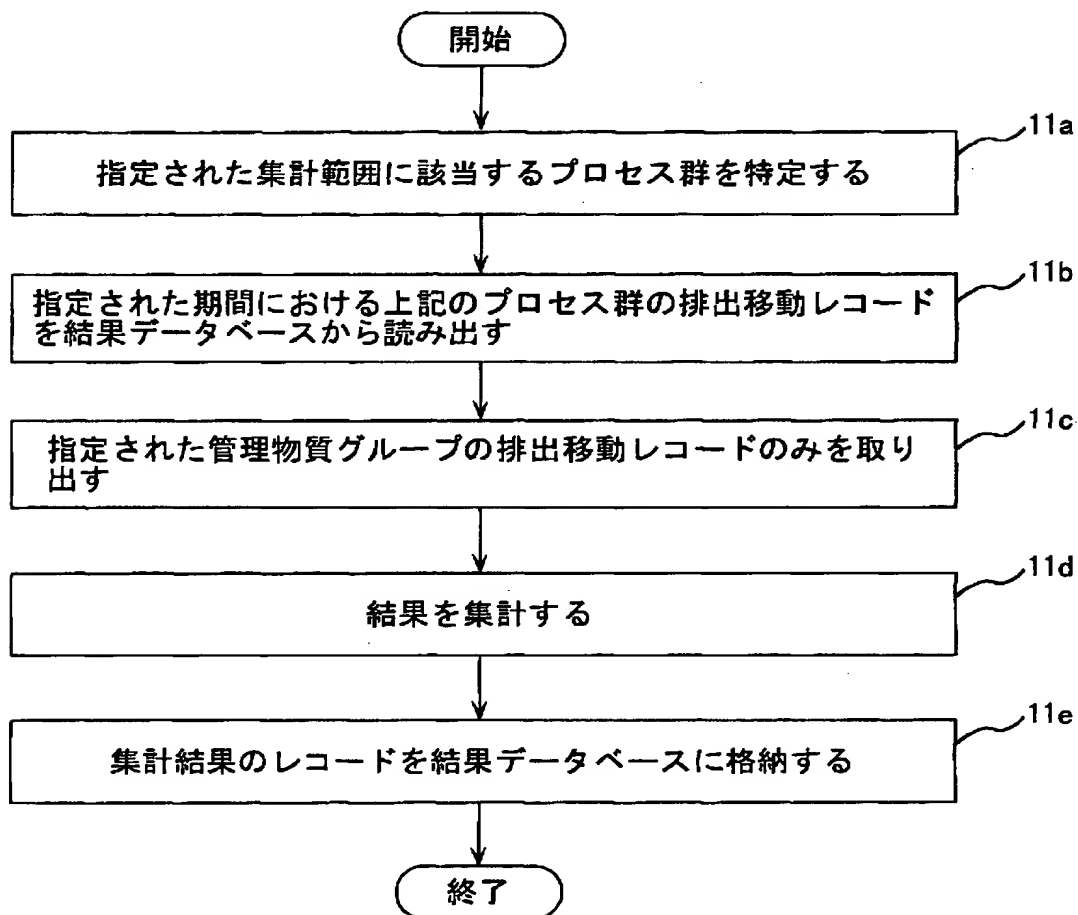 開始
11a
指定された集計範囲に該当するプロセス群を特定する
11b
指定された期間における上記のプロセス群の排出移動レコード
を結果データベースから読み出す
11c
指定された管理物質グループの排出移動レコードのみを取り
出す
11d
結果を集計する
11e
集計結果のレコードを結果データベースに格納する
終了